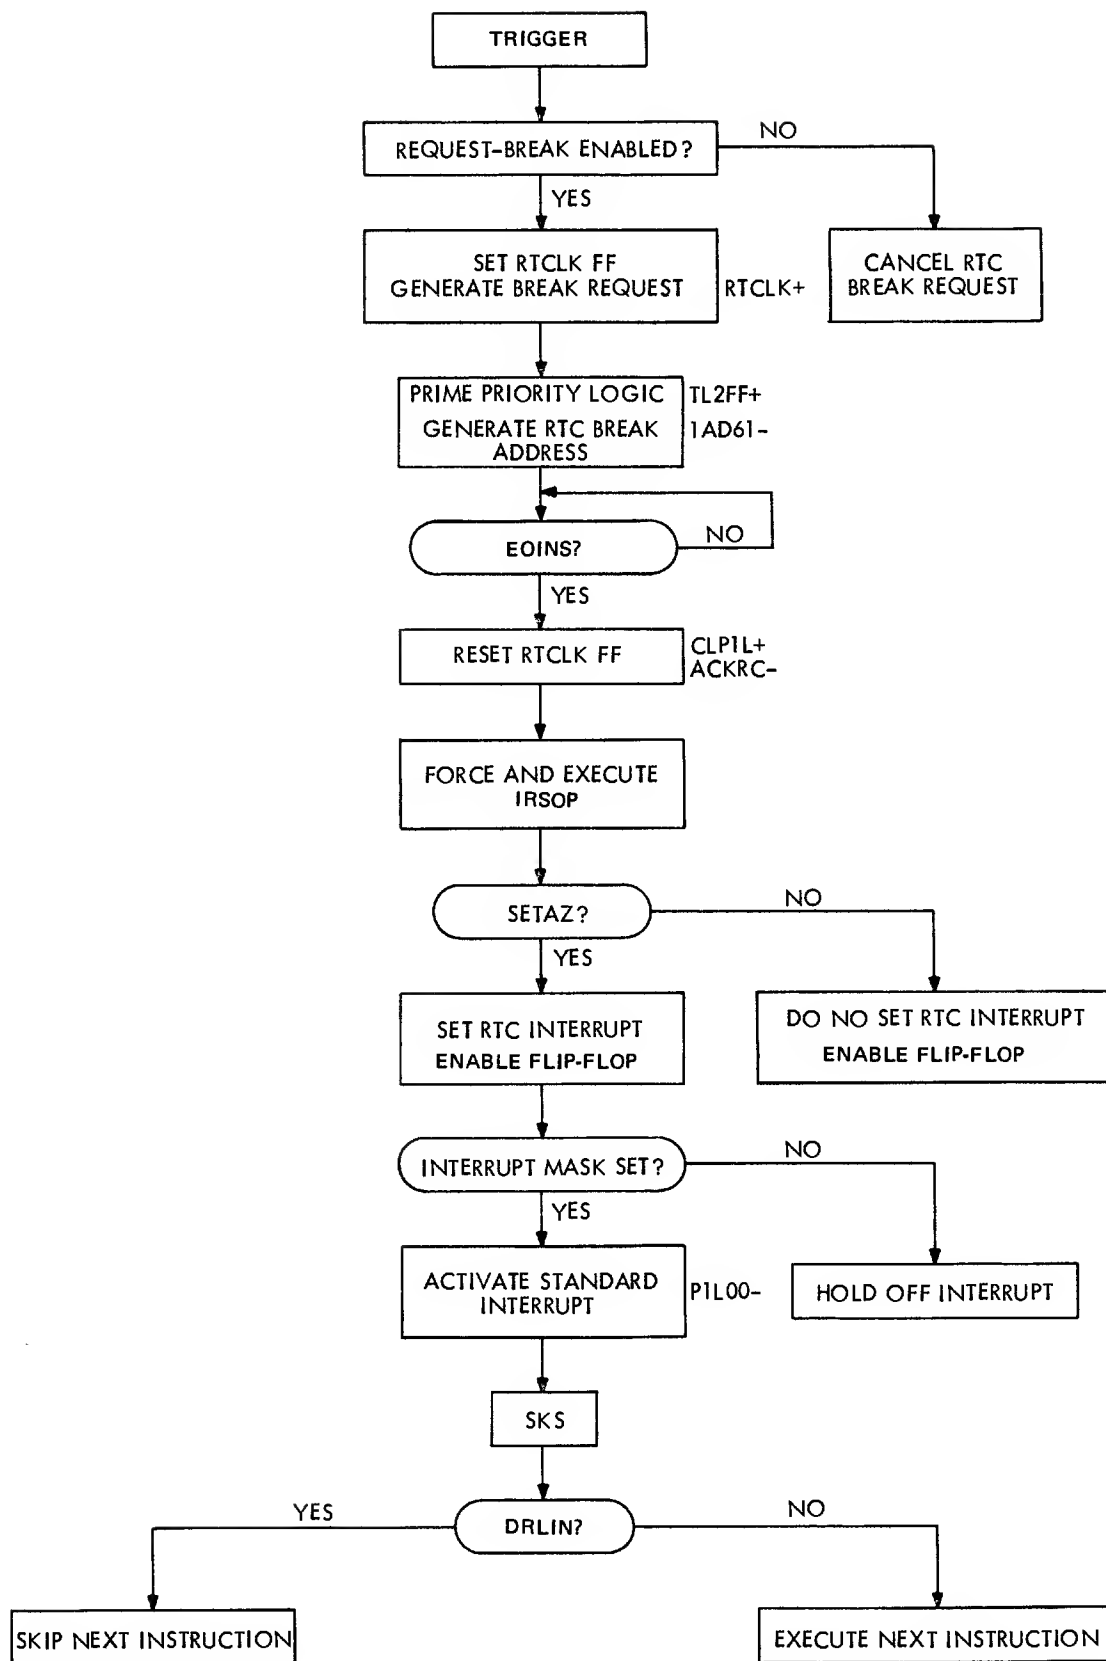 TRIGGER
REQUEST-BREAK ENABLED?
NO
YES
SET RTCLK FF
GENERATE BREAK REQUEST
RTCLK+
CANCEL RTC
BREAK REQUEST
PRIME PRIORITY LOGIC
TL2FF+
GENERATE RTC BREAK
1AD61-
ADDRESS
EOINS?
NO
YES
RESET RTCLK FF
CLP1L+
ACKRC-
FORCE AND EXECUTE
IRSOP
SETAZ?
NO
YES
SET RTC INTERRUPT
ENABLE FLIP-FLOP
DO NO SET RTC INTERRUPT
ENABLE FLIP-FLOP
INTERRUPT MASK SET?
NO
YES
ACTIVATE STANDARD
INTERRUPT
P1L00-
HOLD OFF INTERRUPT
SKS
DRLIN?
YES
NO
SKIP NEXT INSTRUCTION
EXECUTE NEXT INSTRUCTION